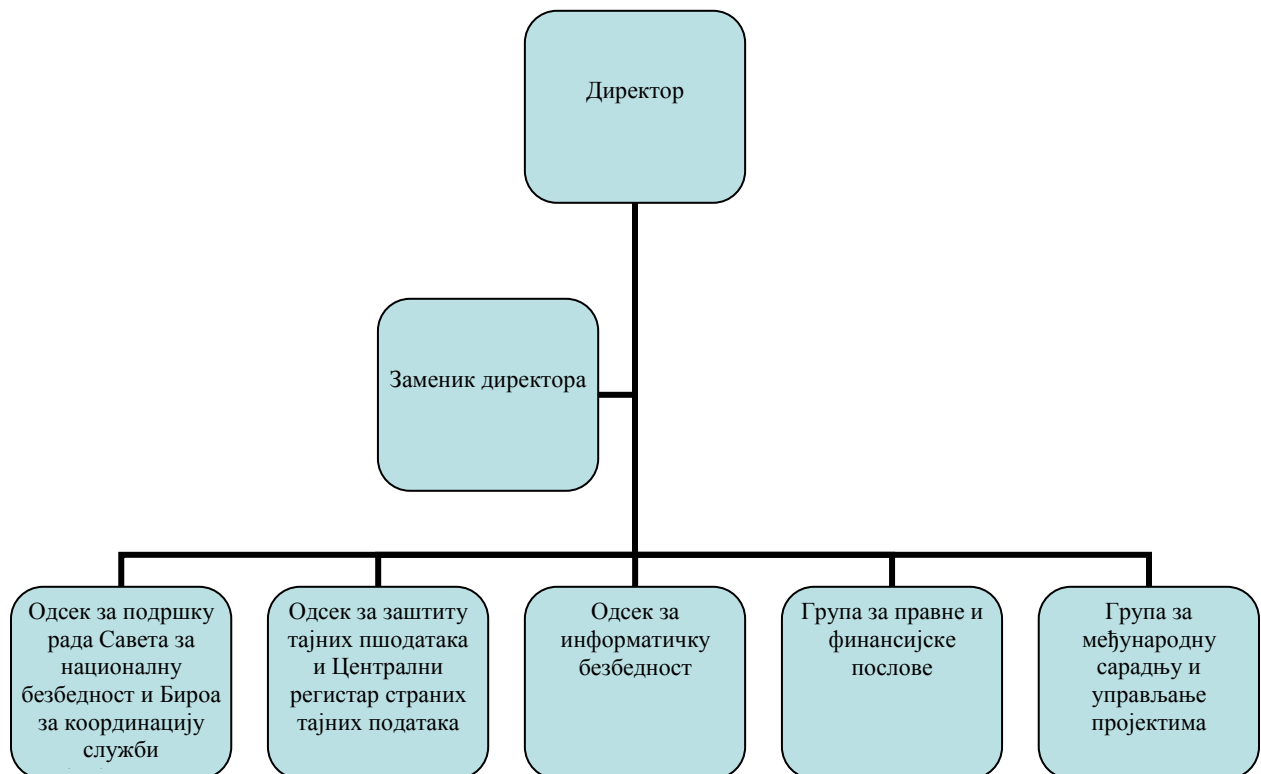 Директор
Заменик директора
Одсек за подршку
рада Савета за
националну
безбедност и Бироа
за координацију
служби
Одсек за заштиту
тајних пшодатака
и Централни
регистар страних
тајних података
Одсек за
информатичку
безбедност
Група за правне и
финансијске
послове
Група за
међународну
сарадњу и
управљање
пројектима